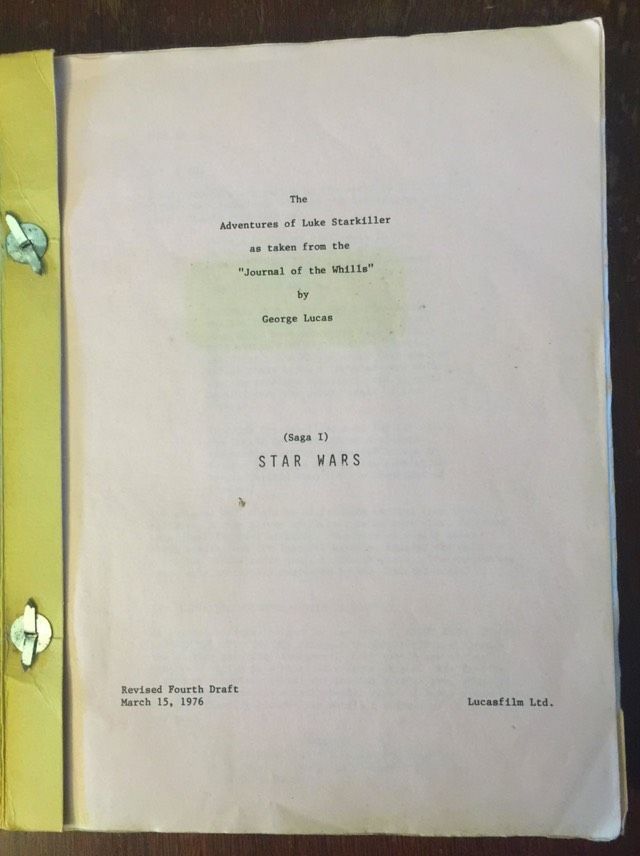 The
Adventures of Luke Starkiller
as taken from the
"Journal of the Whills"
by
George Lucas
(Saga I)
STAR WARS
Revised Fourth Draft
March 15, 1976
Lucasfilm Ltd.